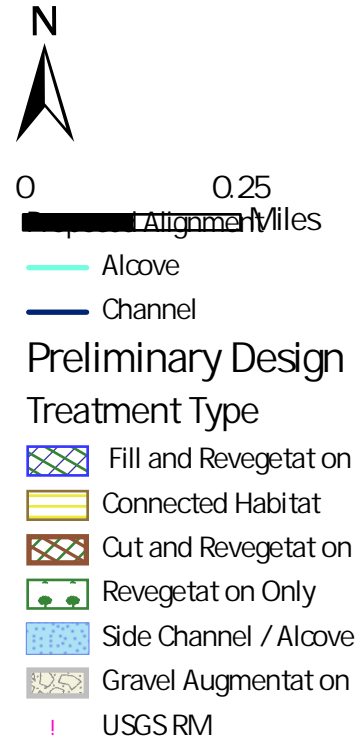 N
0 0.25
Proposed Alignment Miles
Alcove
Channel
Preliminary Design
Treatment Type
Fill and Revegetat on
Connected Habitat
Cut and Revegetat on
Revegetat on Only
Side Channel / Alcove
Gravel Augmentat on
! USGS RM